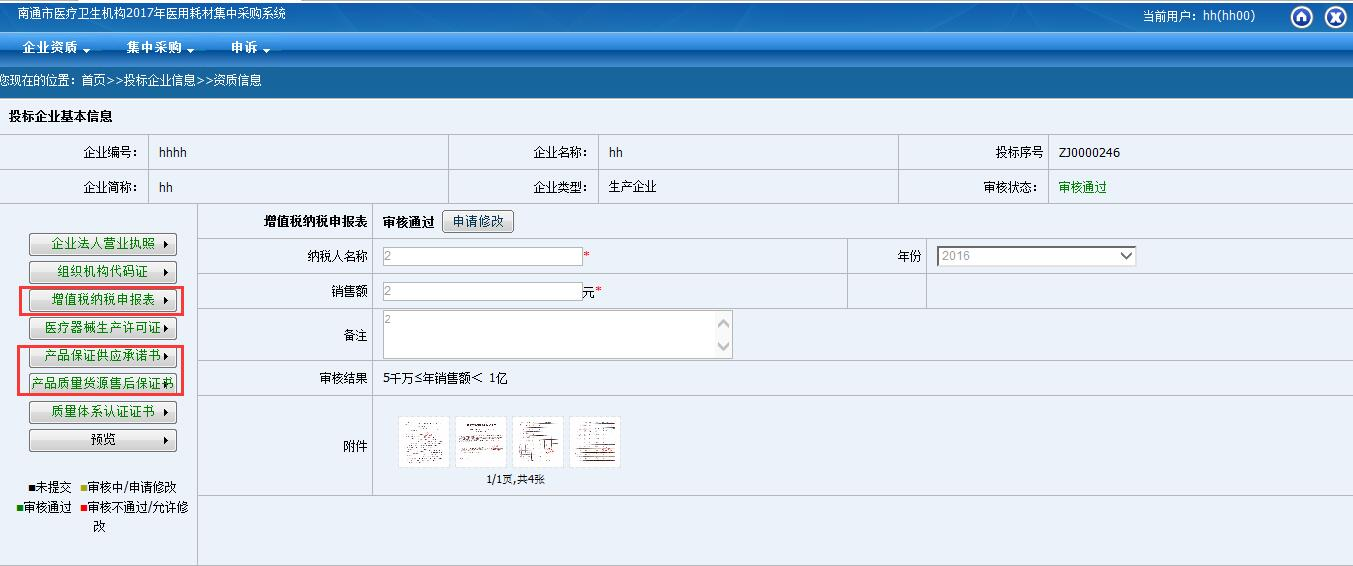 南通市医疗卫生机构2017年医用耗材集中采购系统
当前用户：hh(hh00)
企业资质 集中采购 申诉
您现在的位置：首页>>投标企业信息>>资质信息
投标企业基本信息
企业编号： hhhh 企业名称： hh 投标序号 ZJ0000246
企业简称： hh 企业类型： 生产企业 审核状态： 审核通过
企业法人营业执照
组织机构代码证
增值税纳税申报表
医疗器械生产许可证
产品保证供应承诺书
产品质量货源售后保证书
质量体系认证证书
预览
■未提交 ■审核中/申请修改
■审核通过 ■审核不通过/允许修
改
增值税纳税申报表 审核通过 申请修改
纳税人名称 2 * 年份 2016
销售额 2 元*
备注 2
审核结果 5千万≤年销售额＜ 1亿
附件
1/1页,共4张